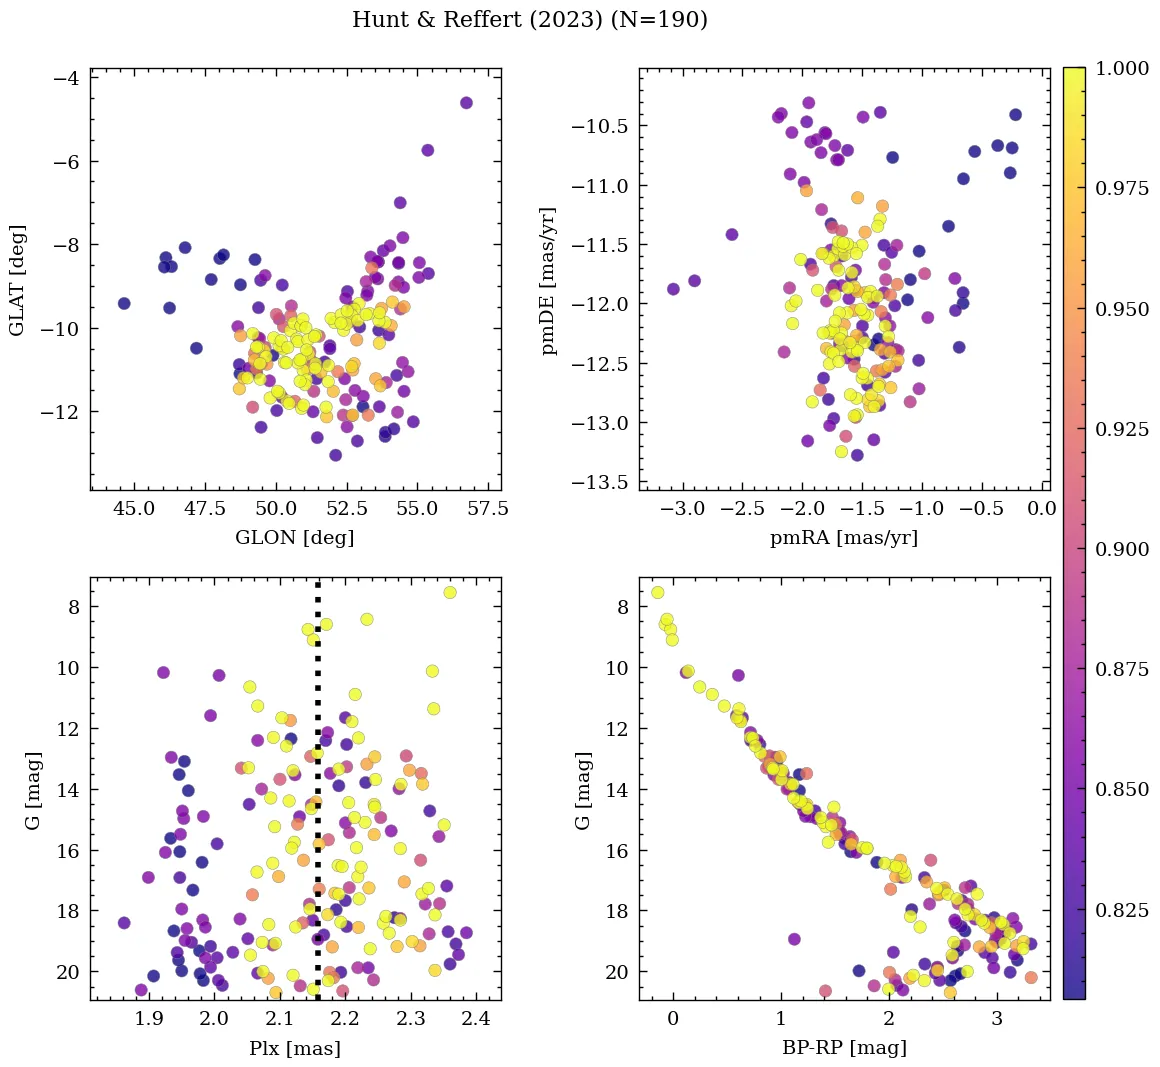 Hunt & Reffert (2023) (N=190)
−4
−6
−8
−10
−12
GLAT [deg]
45.0 47.5 50.0 52.5 55.0 57.5
GLON [deg]
−10.5
−11.0
−11.5
−12.0
−12.5
−13.0
−13.5
pmDE [mas/yr]
−3.0 −2.5 −2.0 −1.5 −1.0 −0.5 0.0
pmRA [mas/yr]
8
10
12
14
16
18
20
G [mag]
1.9 2.0 2.1 2.2 2.3 2.4
Plx [mas]
8
10
12
14
16
18
20
G [mag]
0 1 2 3
BP-RP [mag]
1.000
0.975
0.950
0.925
0.900
0.875
0.850
0.825